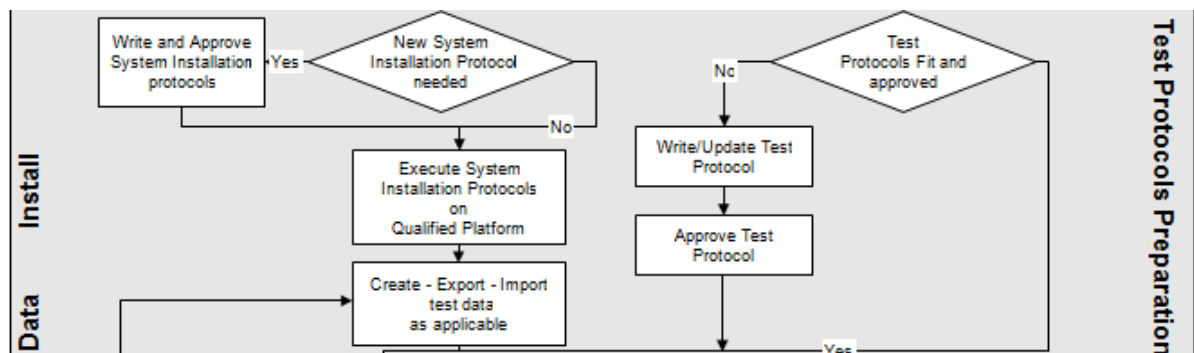 Write and Approve
System Installation
protocols
Yes
New System
Installation Protocol
needed
No
Test
Protocols Fit and
approved
No
Write/Update Test
Protocol
Execute System
Installation Protocols
on
Qualified Platform
Approve Test
Protocol
Create - Export - Import
test data
as applicable
Yes
Install
Data
Test Protocols Preparation